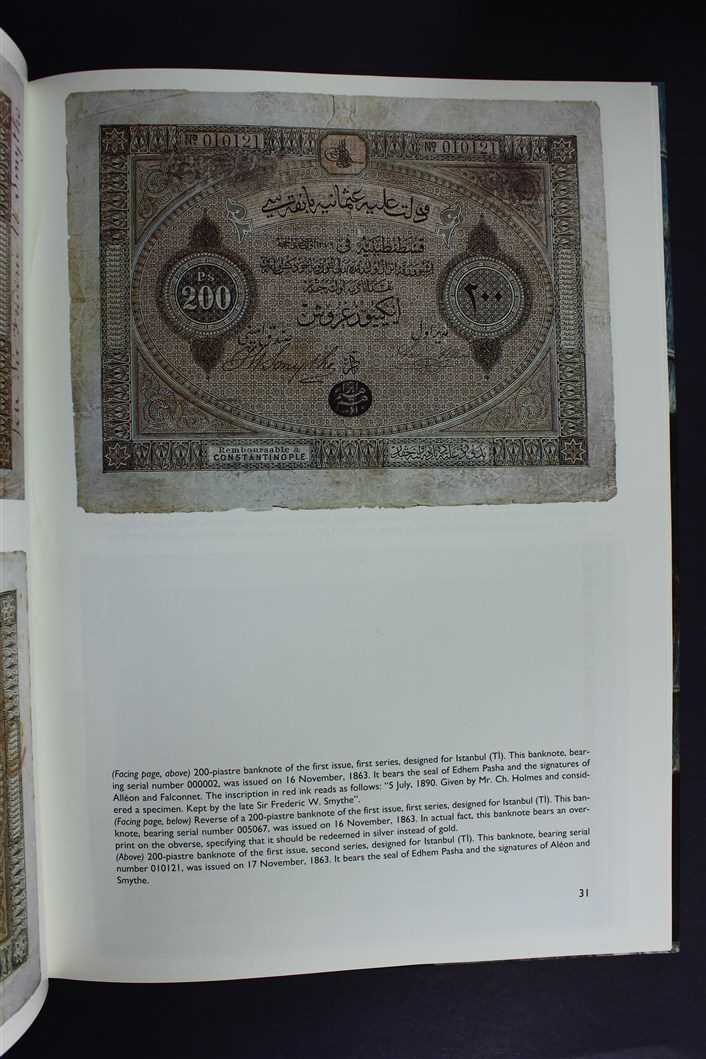 Nº 010121
Nº 010121
دولت عليه عثمانيه بانقه سی
Ps
200
٢٠٠
ايكيوز غروش
Remboursable à
CONSTANTINOPLE
(Facing page, above) 200-piastre banknote of the first issue, first series, designed for Istanbul (Tİ). This banknote, bear-
ing serial number 000002, was issued on 16 November, 1863. It bears the seal of Edhem Pasha and the signatures of
Alléon and Falconnet. The inscription in red ink reads as follows: "5 July, 1890. Given by Mr. Ch. Holmes and consid-
ered a specimen. Kept by the late Sir Frederic W. Smythe".
(Facing page, below) Reverse of a 200-piastre banknote of the first issue, first series, designed for Istanbul (Tİ). This ban-
knote, bearing serial number 005067, was issued on 16 November, 1863. In actual fact, this banknote bears an over-
print on the obverse, specifying that it should be redeemed in silver instead of gold.
(Above) 200-piastre banknote of the first issue, second series, designed for Istanbul (Tİ). This banknote, bearing serial
number 010121, was issued on 17 November, 1863. It bears the seal of Edhem Pasha and the signatures of Aléon and
Smythe.
31